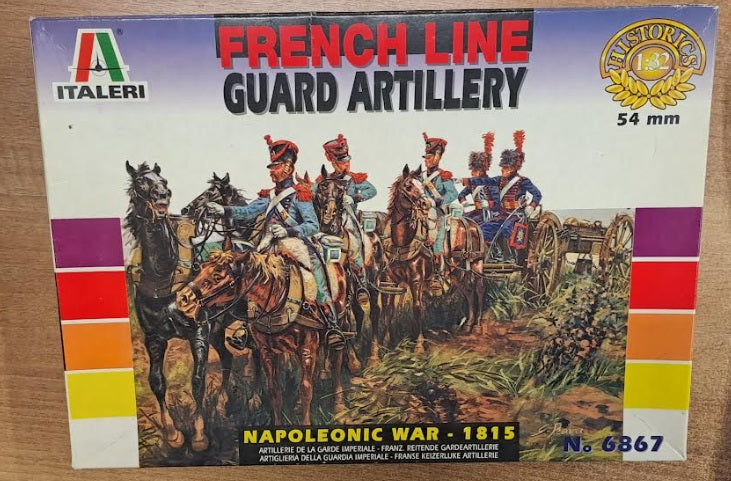 FRENCH LINE
GUARD ARTILLERY
ITALERI
®
HISTORICS
1:32
54 mm
NAPOLEONIC WAR - 1815
ARTILLERIE DE LA GARDE IMPERIALE - FRANZ. REITENDE GARDEARTILLERIE
ARTIGLIERIA DELLA GUARDIA IMPERIALE - FRANSE KEIZERLIJKE ARTILLERIE
No. 6867